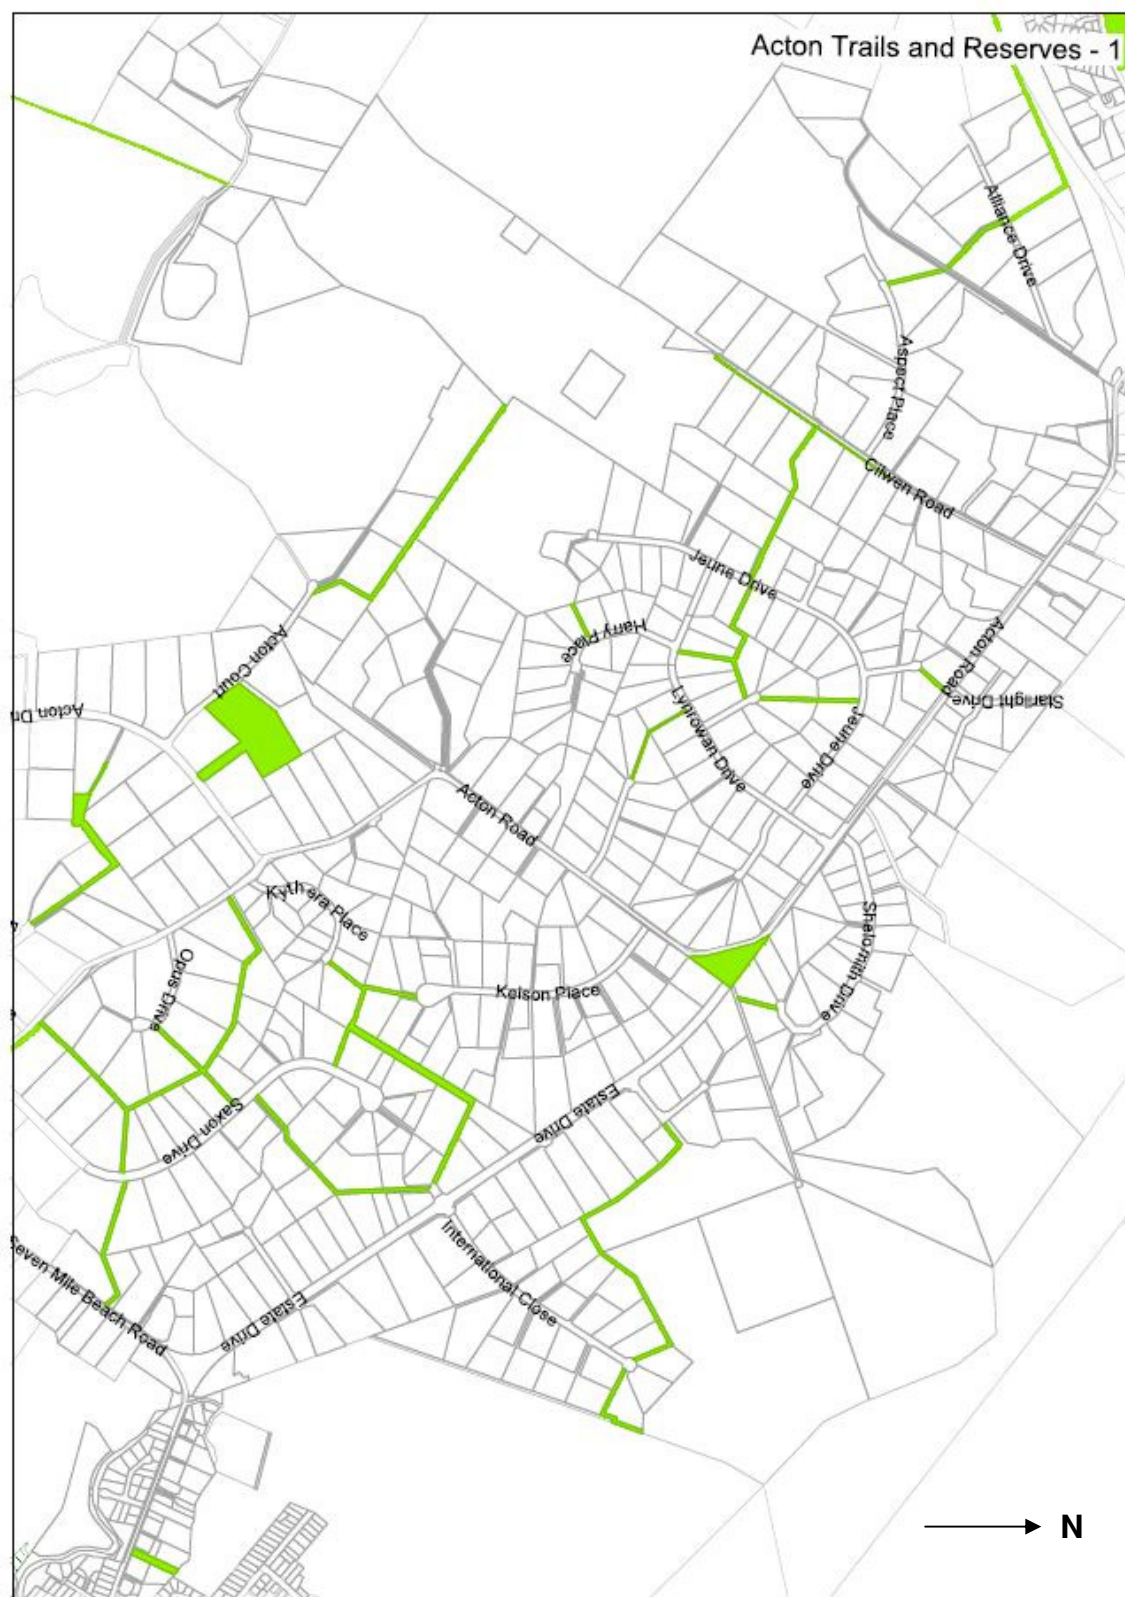 Acton Trails and Reserves - 1
Alliance Drive
Aspect Place
Cilwen Road
Jeune Drive
Harry Place
Acton Road
Starlight Drive
Acton Court
Lynrowan Drive
Jeune Drive
Acton Road
Kythera Place
Shelomith Drive
Opus Drive
Kelson Place
Estate Drive
Saxon Drive
International Close
Seven Mile Beach Road
Estate Drive
N